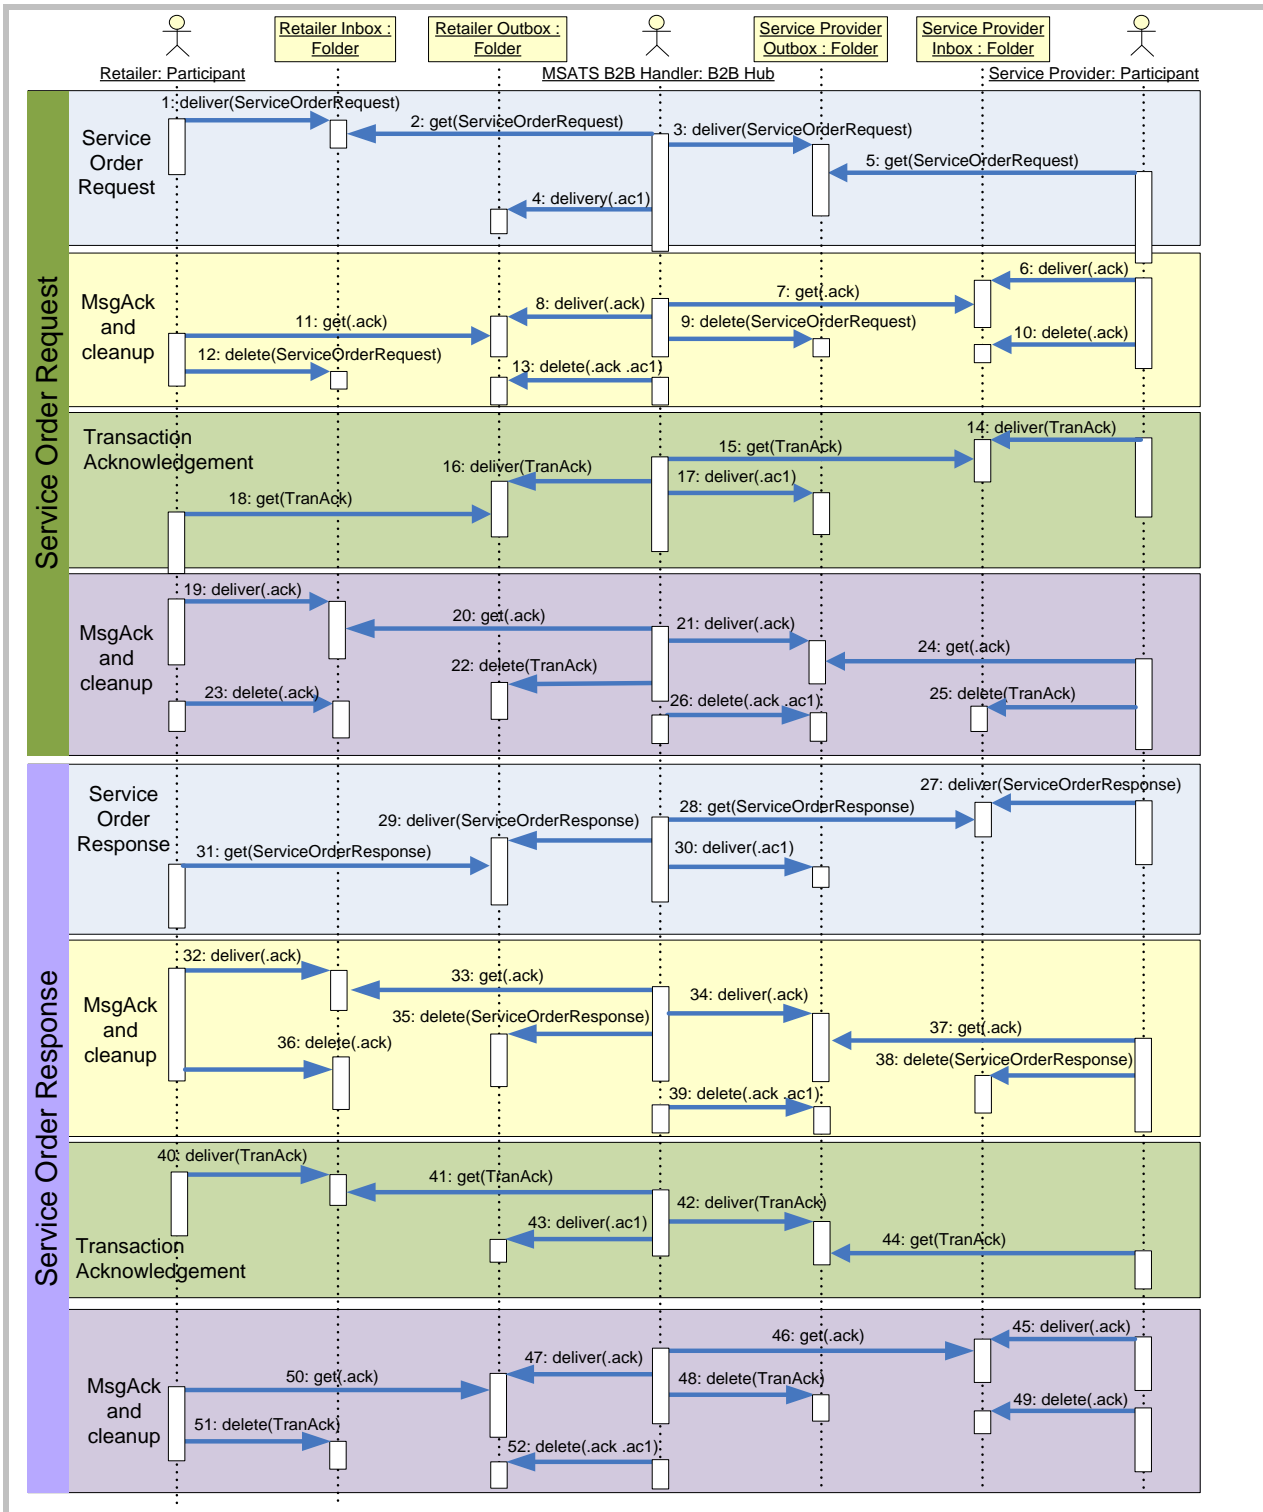 Retailer Inbox :
Folder
Retailer Outbox :
Folder
Service Provider
Outbox : Folder
Service Provider
Inbox : Folder
Retailer: Participant
MSATS B2B Handler: B2B Hub
Service Provider: Participant
Service Order Request
Service
Order
Request
1: deliver(ServiceOrderRequest)
2: get(ServiceOrderRequest)
3: deliver(ServiceOrderRequest)
5: get(ServiceOrderRequest)
4: delivery(.ac1)
MsgAck
and
cleanup
6: deliver(.ack)
7: get(.ack)
8: deliver(.ack)
9: delete(ServiceOrderRequest)
10: delete(.ack)
11: get(.ack)
12: delete(ServiceOrderRequest)
13: delete(.ack .ac1)
Transaction
Acknowledgement
14: deliver(TranAck)
15: get(TranAck)
16: deliver(TranAck)
17: deliver(.ac1)
18: get(TranAck)
MsgAck
and
cleanup
19: deliver(.ack)
20: get(.ack)
21: deliver(.ack)
24: get(.ack)
22: delete(TranAck)
23: delete(.ack)
26: delete(.ack .ac1)
25: delete(TranAck)
Service Order Response
Service
Order
Response
27: deliver(ServiceOrderResponse)
28: get(ServiceOrderResponse)
29: deliver(ServiceOrderResponse)
30: deliver(.ac1)
31: get(ServiceOrderResponse)
MsgAck
and
cleanup
32: deliver(.ack)
33: get(.ack)
34: deliver(.ack)
35: delete(ServiceOrderResponse)
37: get(.ack)
36: delete(.ack)
38: delete(ServiceOrderResponse)
39: delete(.ack .ac1)
40: deliver(TranAck)
41: get(TranAck)
42: deliver(TranAck)
43: deliver(.ac1)
44: get(TranAck)
Transaction
Acknowledgement
MsgAck
and
cleanup
45: deliver(.ack)
46: get(.ack)
47: deliver(.ack)
48: delete(TranAck)
49: delete(.ack)
50: get(.ack)
51: delete(TranAck)
52: delete(.ack .ac1)